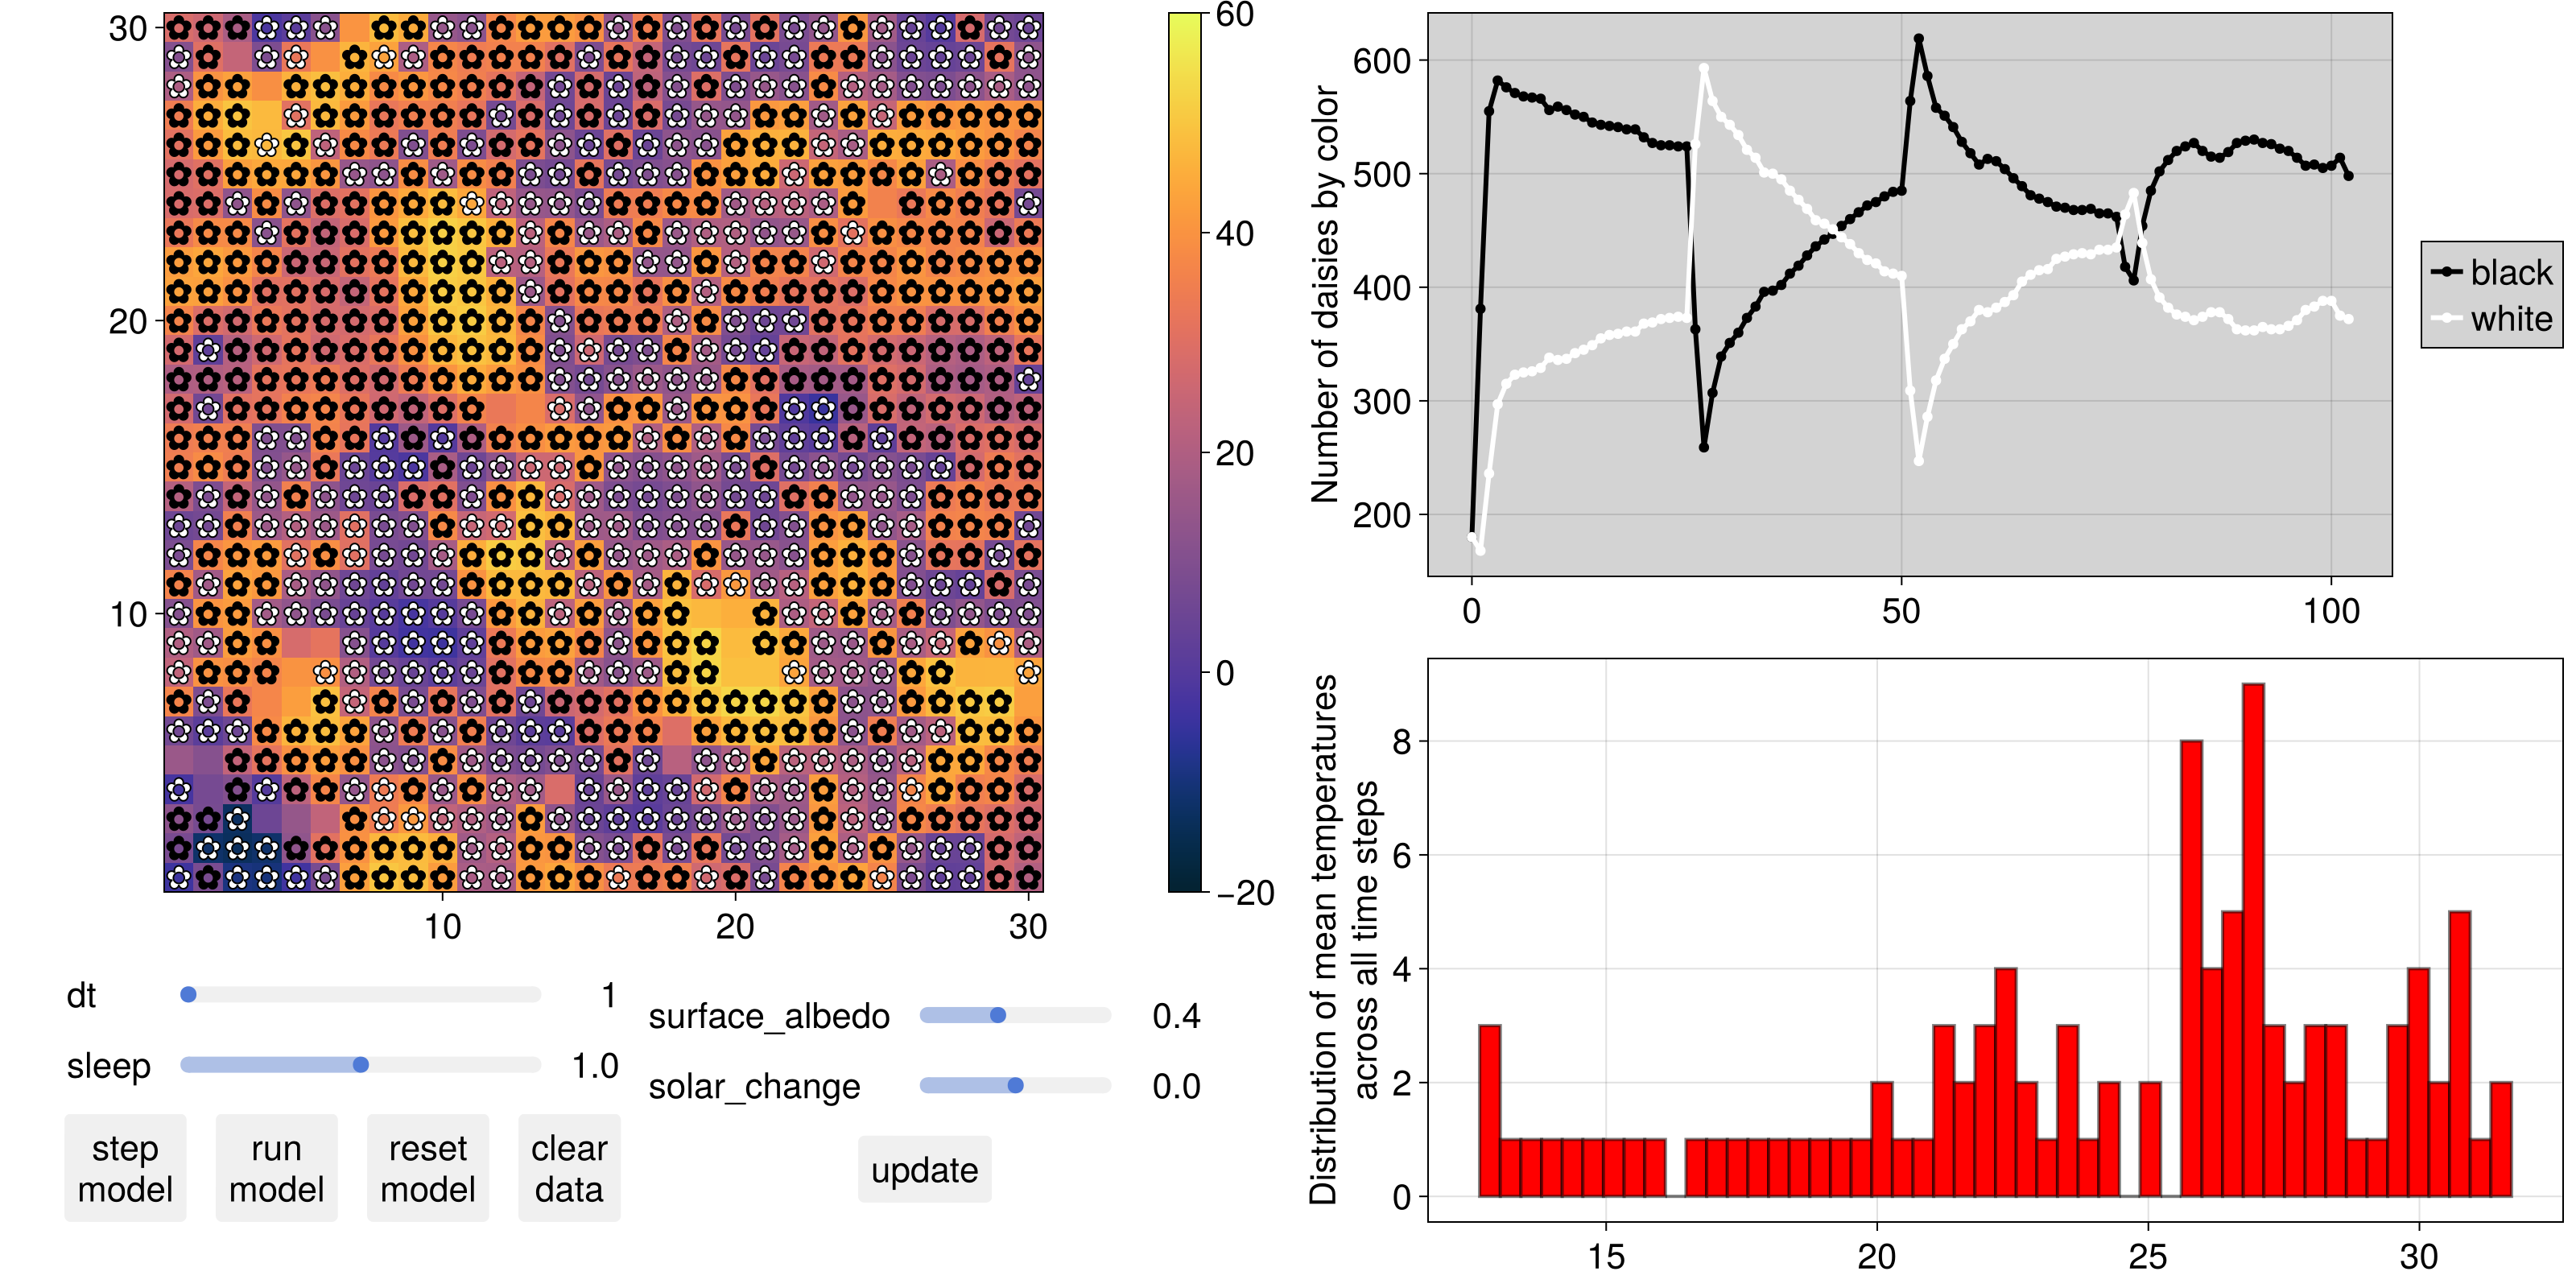 30
20
10
10
20
30
60
40
20
0
−20
Number of daisies by color
600
500
400
300
200
0
50
100
black
white
Distribution of mean temperatures
across all time steps
8
6
4
2
0
15
20
25
30
dt
1
sleep
1.0
surface_albedo
0.4
solar_change
0.0
step
model
run
model
reset
model
clear
data
update